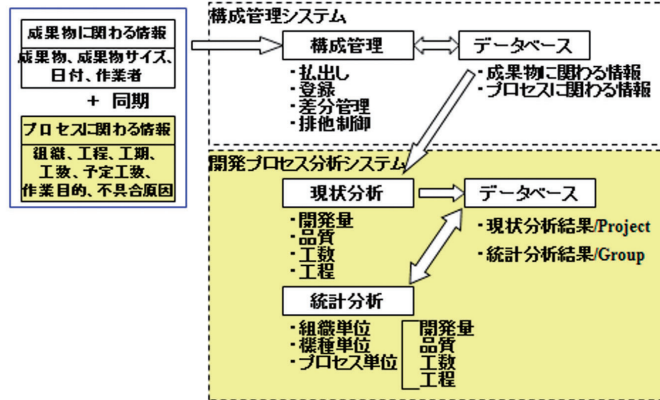 成果物に関わる情報
成果物、成果物サイズ、
日付、作業者
+ 同期
プロセスに関わる情報
組織、工程、工期、
工数、予定工数、
作業目的、不具合原因
構成管理システム
構成管理
・払出し
・登録
・差分管理
・排他制御
データベース
・成果物に関わる情報
・プロセスに関わる情報
開発プロセス分析システム
現状分析
・開発量
・品質
・工数
・工程
データベース
・現状分析結果/Project
・統計分析結果/Group
統計分析
・組織単位
・機種単位
・プロセス単位
開発量
品質
工数
工程